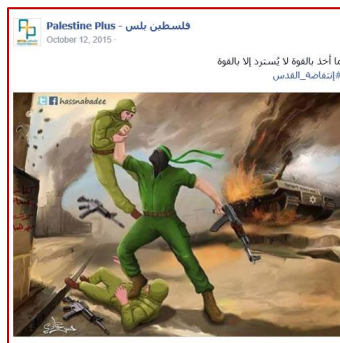 Palestine Plus - فلسطين بلس
October 12, 2015
ما أخذ بالقوة لا يُسترد إلا بالقوة
#إنتفاضة_القدس
hassnabadee